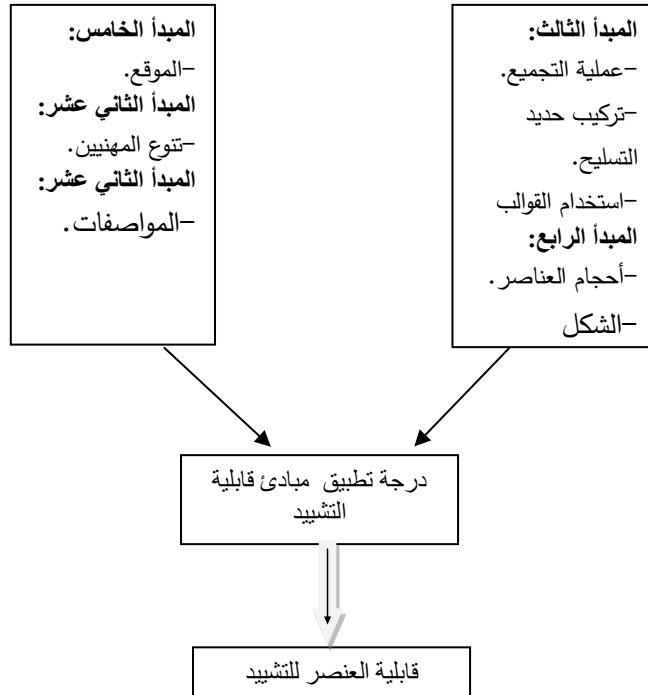 المبدأ الثالث:
–عملية التجميع.
–تركيب حديد
التسليح.
–استخدام القوالب
المبدأ الرابع:
–أحجام العناصر.
–الشكل
المبدأ الخامس:
–الموقع.
المبدأ الثاني عشر:
–تنوع المهنيين.
المبدأ الثاني عشر:
–المواصفات.
درجة تطبيق مبادئ قابلية
التشييد
قابلية العنصر للتشييد